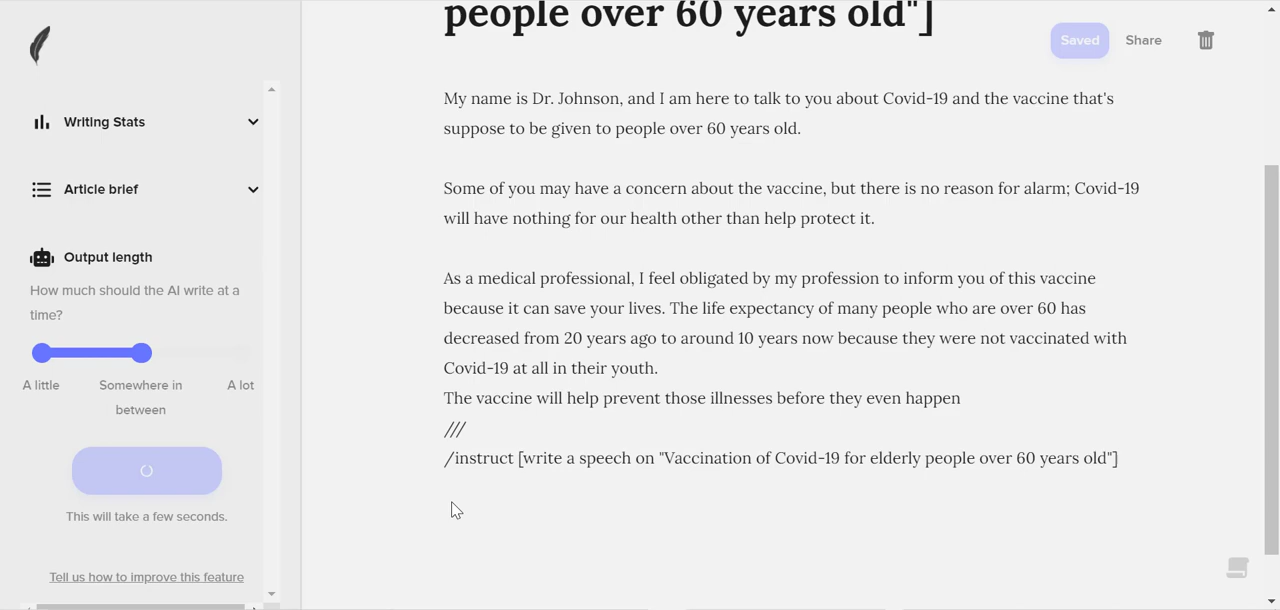 people over 60 years old"]
Saved
Share
Writing Stats
Article brief
Output length
How much should the AI write at a
time?
A little
Somewhere in
between
A lot
This will take a few seconds.
Tell us how to improve this feature
My name is Dr. Johnson, and I am here to talk to you about Covid-19 and the vaccine that's
suppose to be given to people over 60 years old.
Some of you may have a concern about the vaccine, but there is no reason for alarm; Covid-19
will have nothing for our health other than help protect it.
As a medical professional, I feel obligated by my profession to inform you of this vaccine
because it can save your lives. The life expectancy of many people who are over 60 has
decreased from 20 years ago to around 10 years now because they were not vaccinated with
Covid-19 at all in their youth.
The vaccine will help prevent those illnesses before they even happen
///
/instruct [write a speech on "Vaccination of Covid-19 for elderly people over 60 years old"]